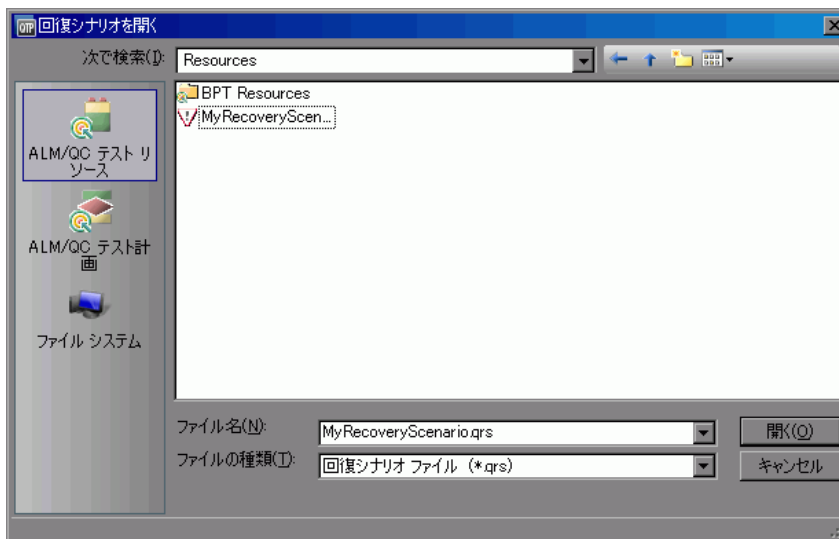 QTP 回復シナリオを開く
次で検索(I): Resources
BPT Resources
MyRecoveryScen...
ALM/QC テスト リ
ソース
ALM/QC テスト計
画
ファイル システム
ファイル名(N): MyRecoveryScenario.qrs 開く(O)
ファイルの種類(T): 回復シナリオ ファイル (*.qrs) キャンセル